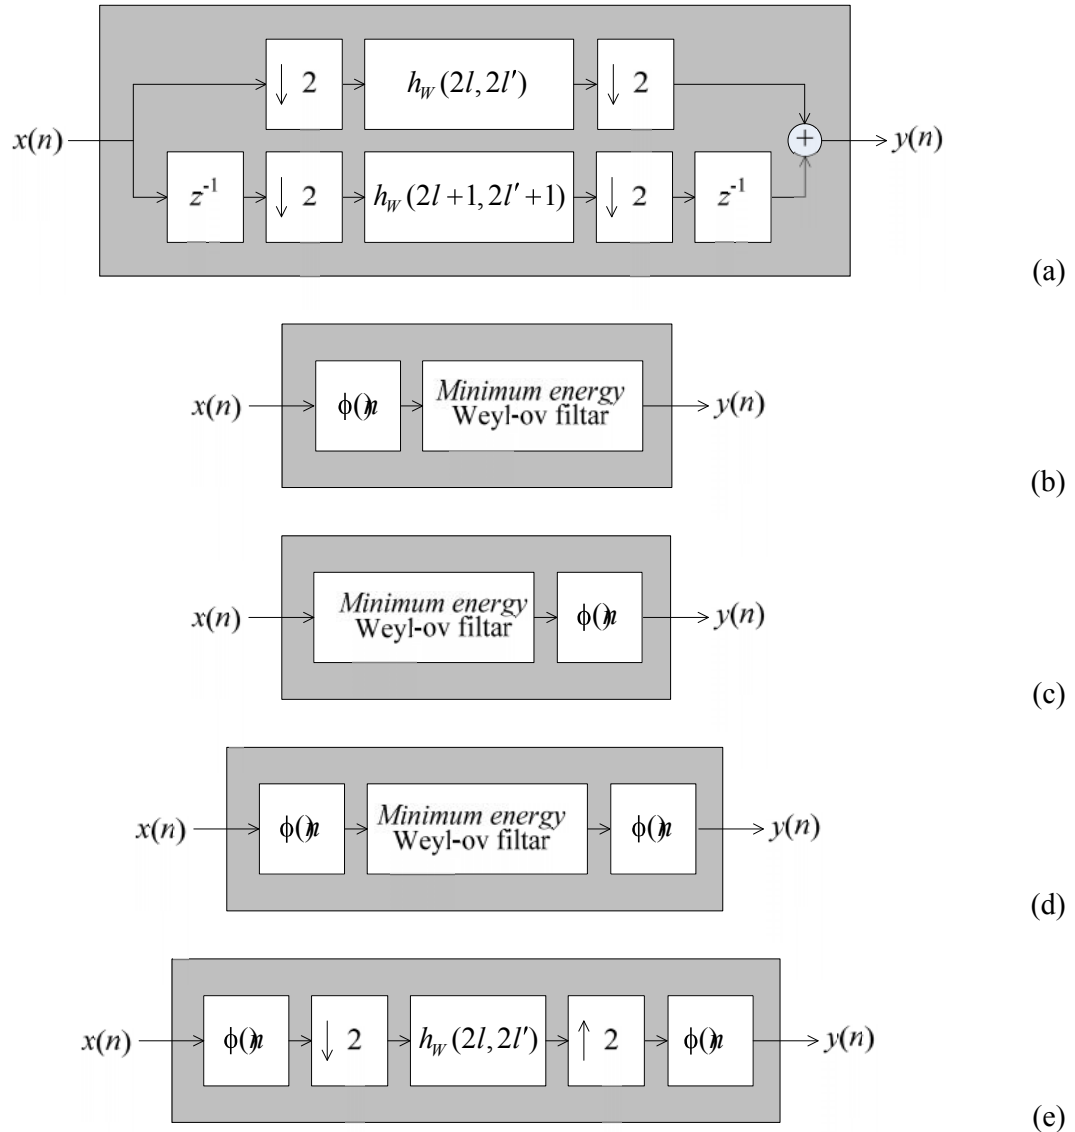 ↓ 2 h_W(2l, 2l′) ↓ 2
x(n) + y(n)
z⁻¹ ↓ 2 h_W(2l+1, 2l′+1) ↓ 2 z⁻¹
(a)
x(n) ϕ(n) Minimum energy y(n)
Weyl-ov filtar
(b)
x(n) Minimum energy ϕ(n) y(n)
Weyl-ov filtar
(c)
x(n) ϕ(n) Minimum energy ϕ(n) y(n)
Weyl-ov filtar
(d)
x(n) ϕ(n) ↓ 2 h_W(2l, 2l′) ↑ 2 ϕ(n) y(n)
(e)